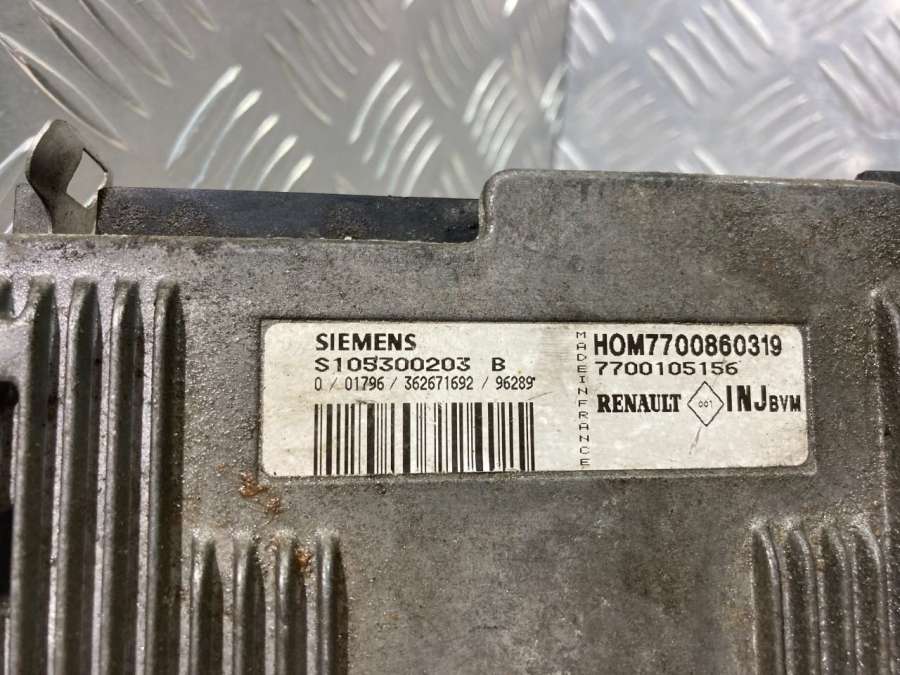 SIEMENS
S105300203 B
0 / 01796 / 362671692 / 96289
MADE IN FRANCE
HOM7700860319
7700105156
RENAULT 001 INJ BVM